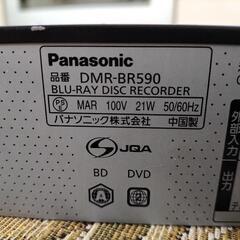 Panasonic
品番 DMR-BR590
BLU-RAY DISC RECORDER
PS E MAR 100V 21W 50/60Hz
パナソニック株式会社 中国製
JQA
BD DVD
外部入力
出